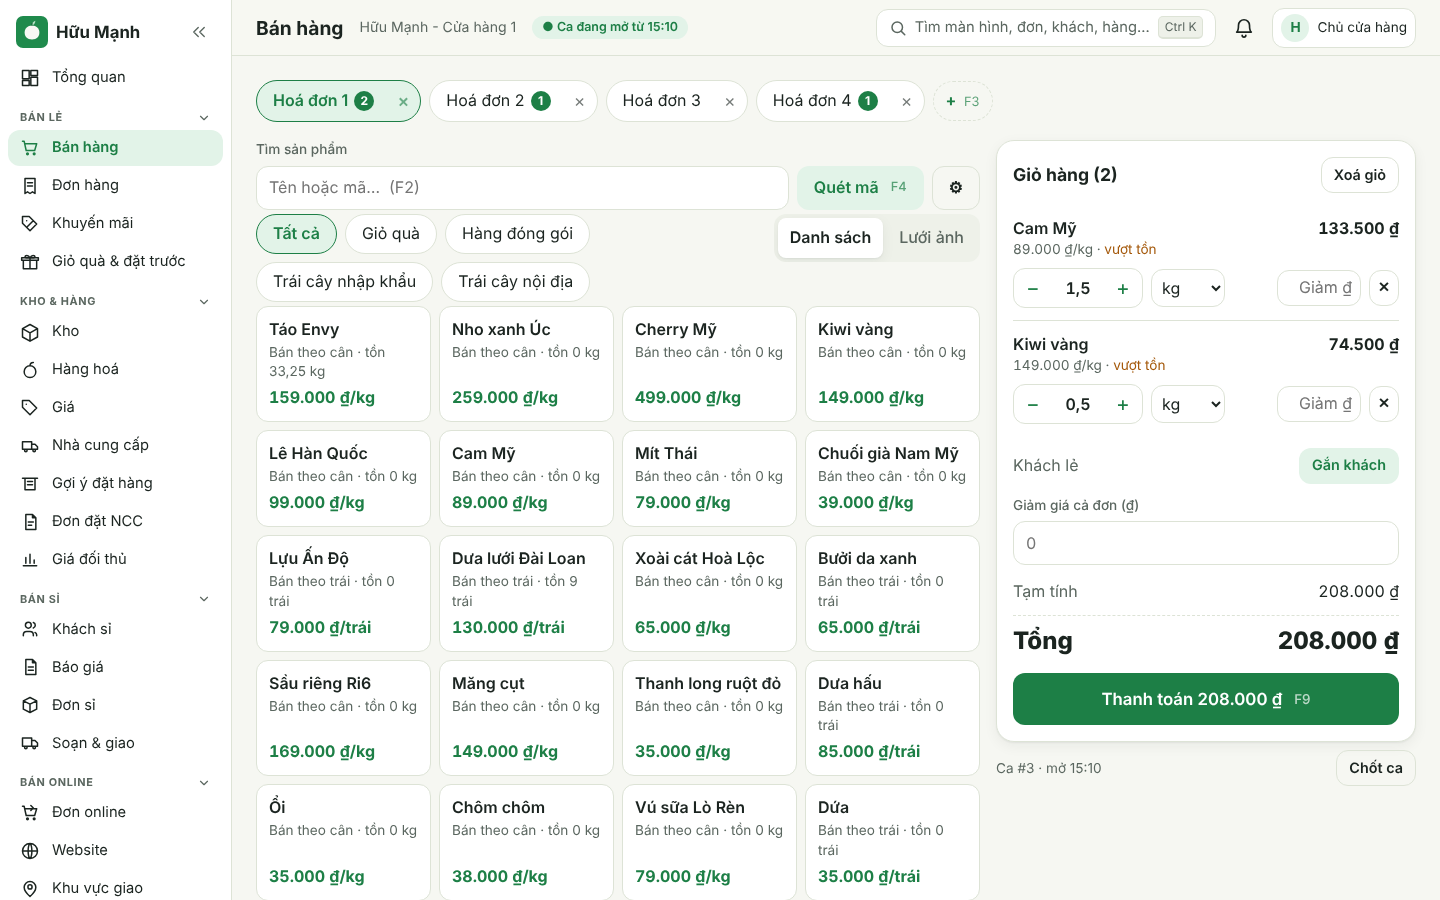 Hữu Mạnh
Tổng quan
BÁN LẺ
Bán hàng
Đơn hàng
Khuyến mãi
Giỏ quà & đặt trước
KHO & HÀNG
Kho
Hàng hoá
Giá
Nhà cung cấp
Gợi ý đặt hàng
Đơn đặt NCC
Giá đối thủ
BÁN SỈ
Khách sỉ
Báo giá
Đơn sỉ
Soạn & giao
BÁN ONLINE
Đơn online
Website
Khu vực giao
Bán hàng Hữu Mạnh - Cửa hàng 1 Ca đang mở từ 15:10 Tìm màn hình, đơn, khách, hàng... Ctrl K H Chủ cửa hàng
Hoá đơn 1 2 × Hoá đơn 2 1 × Hoá đơn 3 × Hoá đơn 4 1 × + F3
Tìm sản phẩm
Tên hoặc mã... (F2) Quét mã F4
Tất cả Giỏ quà Hàng đóng gói Danh sách Lưới ảnh
Trái cây nhập khẩu Trái cây nội địa
Táo Envy
Bán theo cân · tồn
33,25 kg
159.000 ₫/kg
Nho xanh Úc
Bán theo cân · tồn 0 kg
259.000 ₫/kg
Cherry Mỹ
Bán theo cân · tồn 0 kg
499.000 ₫/kg
Kiwi vàng
Bán theo cân · tồn 0 kg
149.000 ₫/kg
Lê Hàn Quốc
Bán theo cân · tồn 0 kg
99.000 ₫/kg
Cam Mỹ
Bán theo cân · tồn 0 kg
89.000 ₫/kg
Mít Thái
Bán theo cân · tồn 0 kg
79.000 ₫/kg
Chuối già Nam Mỹ
Bán theo cân · tồn 0 kg
39.000 ₫/kg
Lựu Ấn Độ
Bán theo trái · tồn 0
trái
79.000 ₫/trái
Dưa lưới Đài Loan
Bán theo trái · tồn 9
trái
130.000 ₫/trái
Xoài cát Hoà Lộc
Bán theo cân · tồn 0 kg
65.000 ₫/kg
Bưởi da xanh
Bán theo trái · tồn 0
trái
65.000 ₫/trái
Sầu riêng Ri6
Bán theo cân · tồn 0 kg
169.000 ₫/kg
Măng cụt
Bán theo cân · tồn 0 kg
149.000 ₫/kg
Thanh long ruột đỏ
Bán theo cân · tồn 0 kg
35.000 ₫/kg
Dưa hấu
Bán theo trái · tồn 0
trái
85.000 ₫/trái
Ổi
Bán theo cân · tồn 0 kg
35.000 ₫/kg
Chôm chôm
Bán theo cân · tồn 0 kg
38.000 ₫/kg
Vú sữa Lò Rèn
Bán theo cân · tồn 0 kg
79.000 ₫/kg
Dứa
Bán theo trái · tồn 0
trái
35.000 ₫/trái
Giỏ hàng (2) Xoá giỏ
Cam Mỹ 133.500 ₫
89.000 ₫/kg · vượt tồn
− 1,5 + kg Giảm ₫ ×
Kiwi vàng 74.500 ₫
149.000 ₫/kg · vượt tồn
− 0,5 + kg Giảm ₫ ×
Khách lẻ Gắn khách
Giảm giá cả đơn (₫)
0
Tạm tính 208.000 ₫
Tổng 208.000 ₫
Thanh toán 208.000 ₫ F9
Ca #3 · mở 15:10 Chốt ca